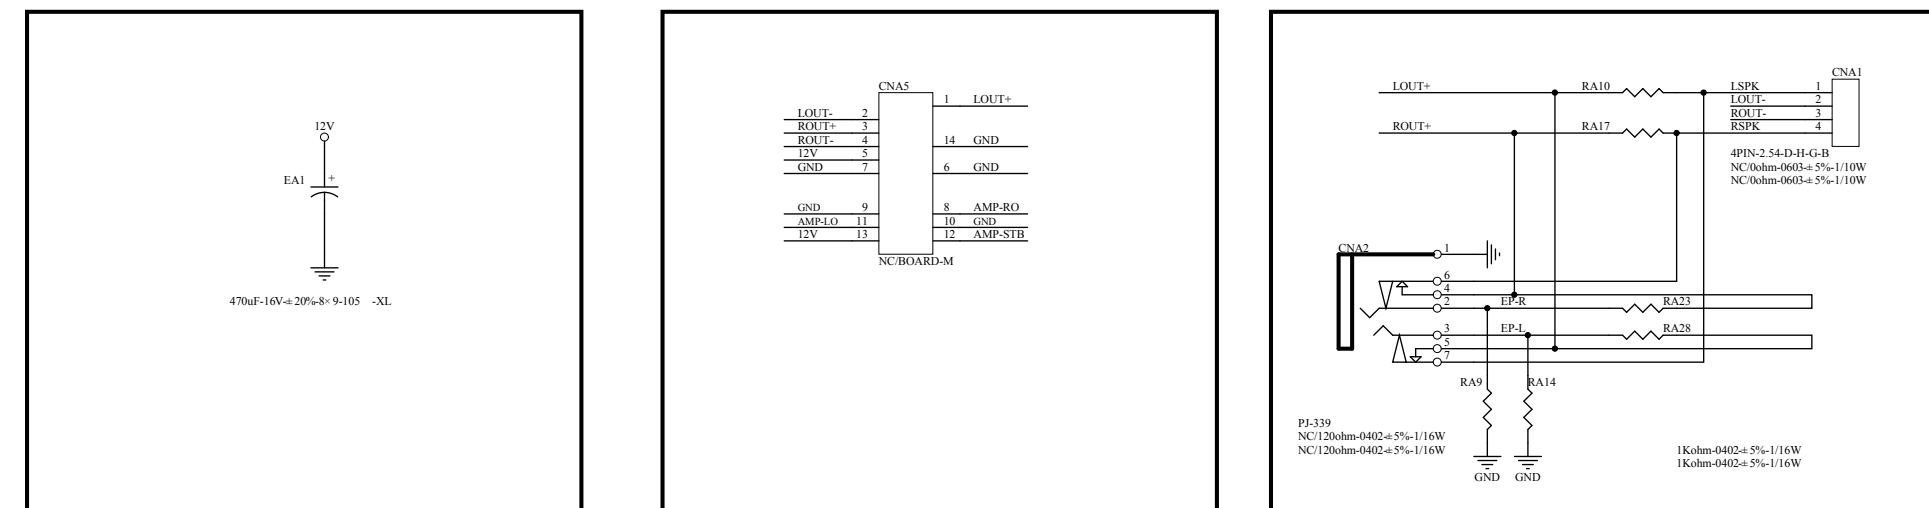 12V
EA1
+
470uF-16V-±20%-8×9-105 -XL
CNA5
1 LOUT+
LOUT- 2
ROUT+ 3
ROUT- 4
14 GND
12V 5
GND 7
6 GND
GND 9
8 AMP-RO
AMP-LO 11
10 GND
12V 13
12 AMP-STB
NC/BOARD-M
CNA1
LOUT+ RA10 LSPK 1
LOUT- 2
ROUT- 3
ROUT+ RA17 RSPK 4
4PIN-2.54-D-H-G-B
NC/0ohm-0603-±5%-1/10W
NC/0ohm-0603-±5%-1/10W
CNA2 1
6
4
2 EP-R RA23
3 EP-L RA28
5
7
RA9 RA14
PJ-339
NC/120ohm-0402-±5%-1/16W
NC/120ohm-0402-±5%-1/16W
1Kohm-0402-±5%-1/16W
1Kohm-0402-±5%-1/16W
GND GND